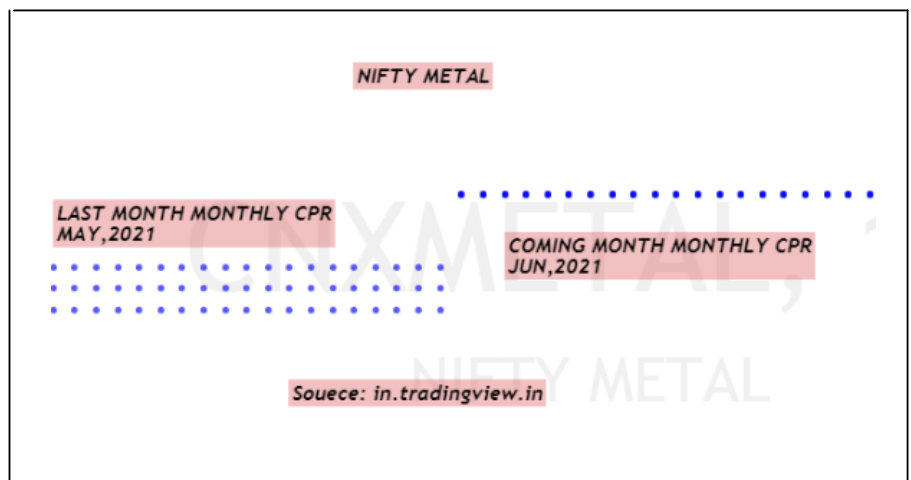 NIFTY METAL
LAST MONTH MONTHLY CPR
MAY,2021
COMING MONTH MONTHLY CPR
JUN,2021
CNXMETAL, 1
NIFTY METAL
Souece: in.tradingview.in